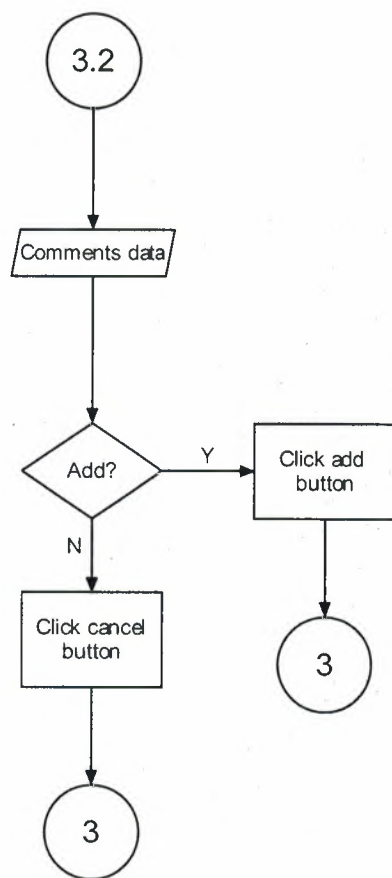 3.2
Comments data
Add?
Y
Click add
button
N
Click cancel
button
3
3